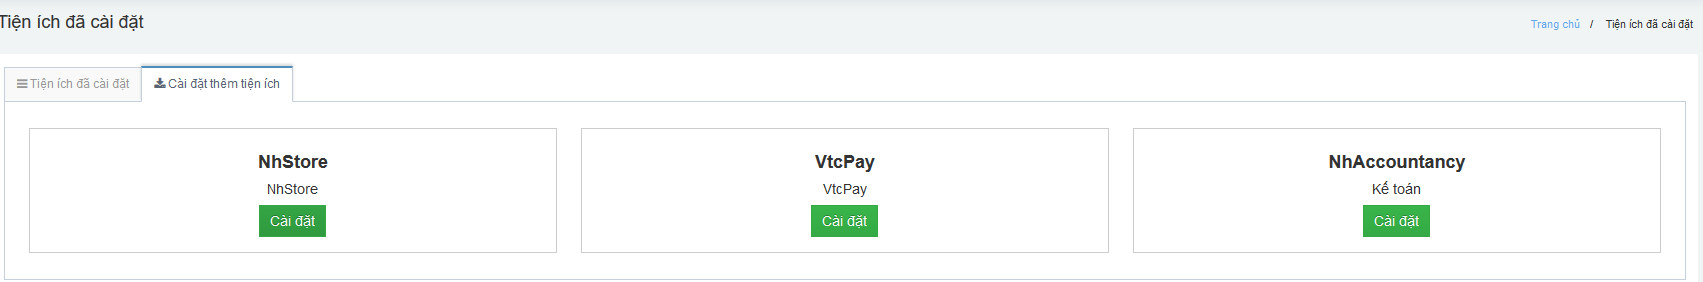 Tiện ích đã cài đặt
Trang chủ / Tiện ích đã cài đặt
Tiện ích đã cài đặt
Cài đặt thêm tiện ích
NhStore
NhStore
Cài đặt
VtcPay
VtcPay
Cài đặt
NhAccountancy
Kế toán
Cài đặt